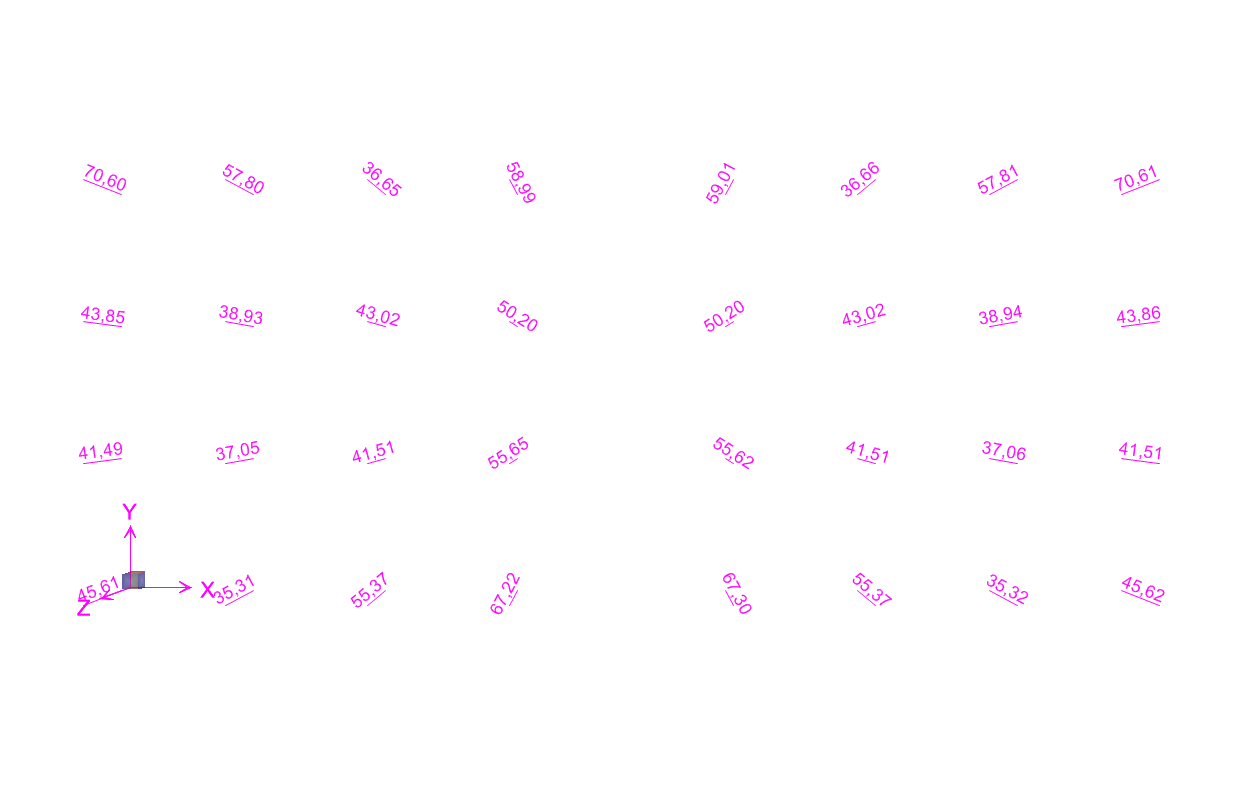 70,60 57,80 36,65 58,99 59,01 36,66 57,81 70,61
43,85 38,93 43,02 50,20 50,20 43,02 38,94 43,86
41,49 37,05 41,51 55,65 55,62 41,51 37,06 41,51
Y
45,61 35,31 55,37 67,22 67,30 55,37 35,32 45,62
X
Z